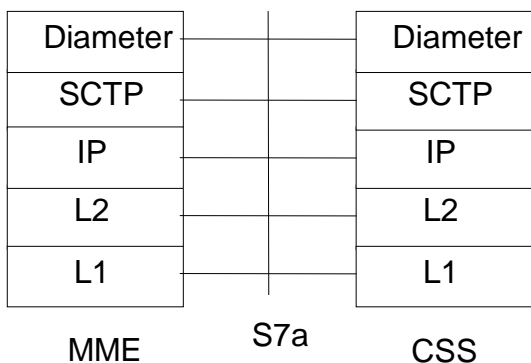 Diameter Diameter
SCTP SCTP
IP IP
L2 L2
L1 L1
MME S7a CSS